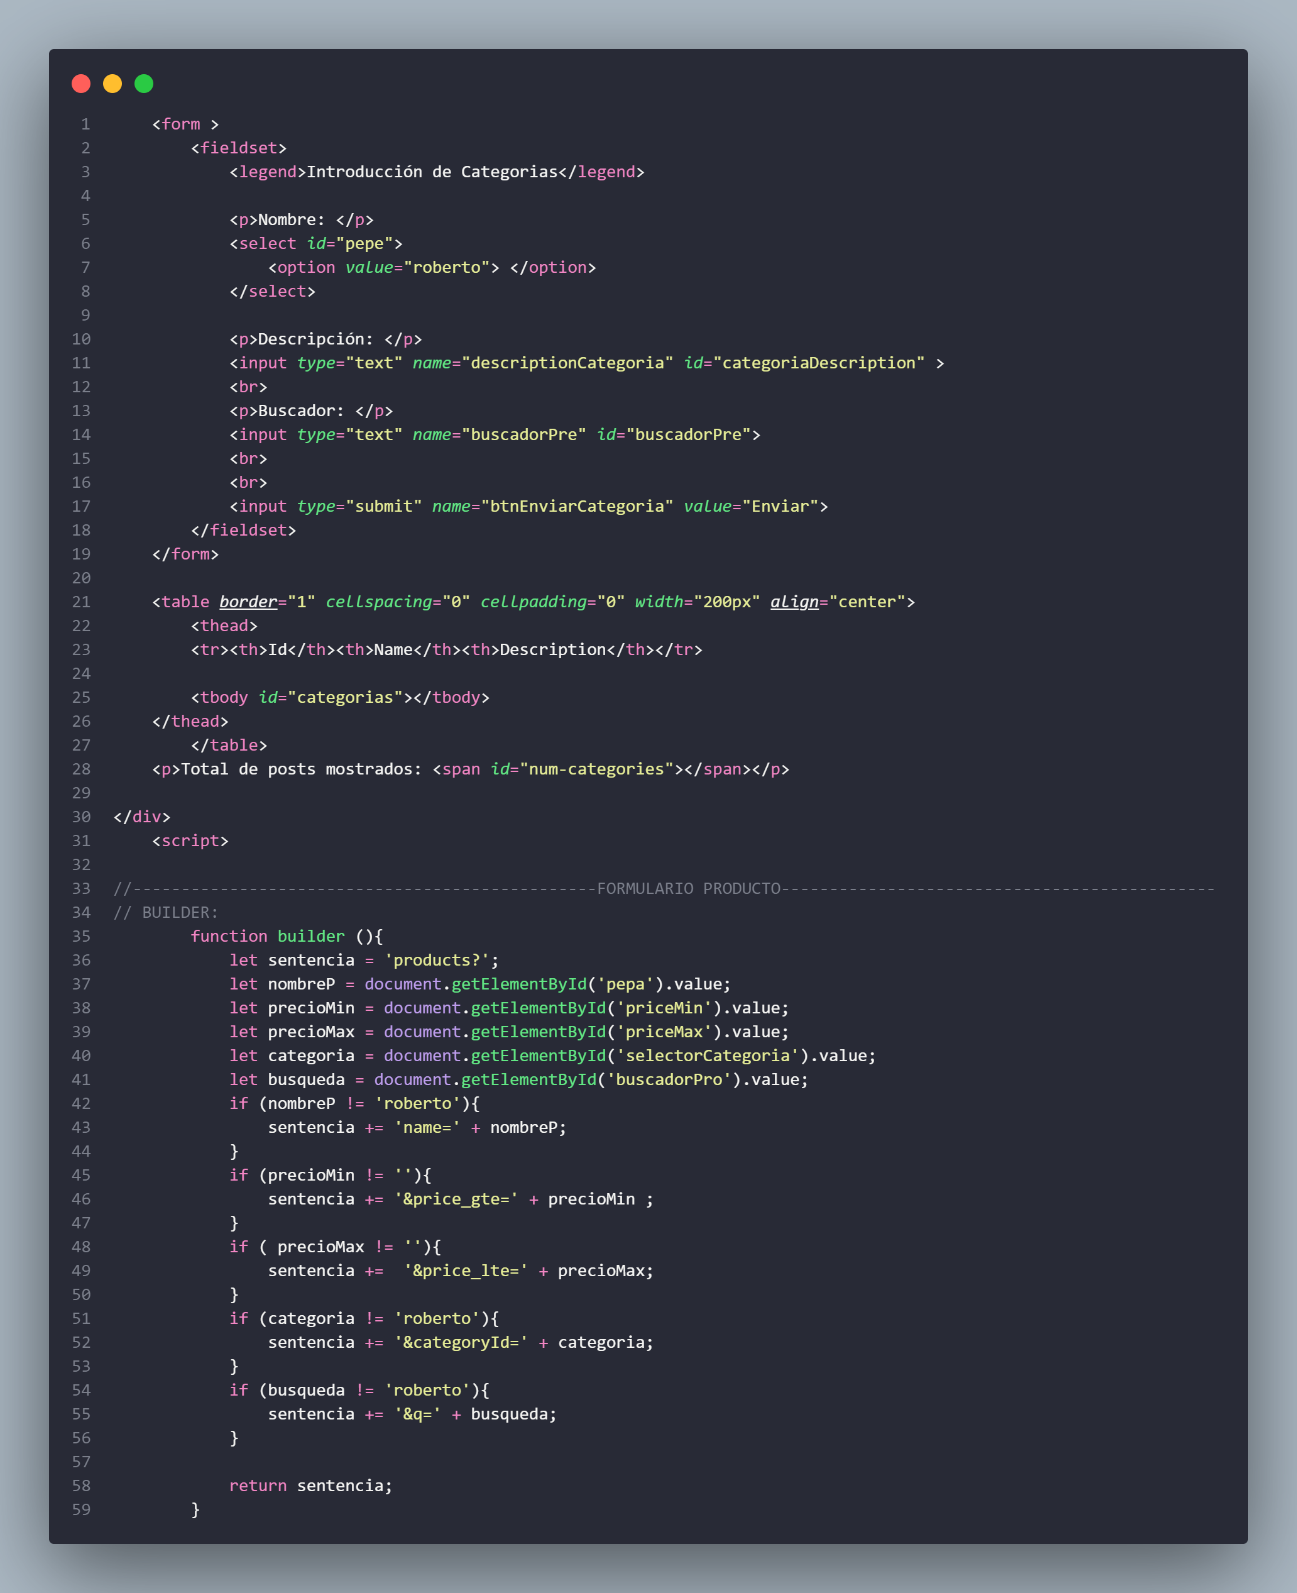 1 <form >
2 <fieldset>
3 <legend>Introducción de Categorias</legend>
4
5 <p>Nombre: </p>
6 <select id="pepe">
7 <option value="roberto"> </option>
8 </select>
9
10 <p>Descripción: </p>
11 <input type="text" name="descriptionCategoria" id="categoriaDescription" >
12 <br>
13 <p>Buscador: </p>
14 <input type="text" name="buscadorPre" id="buscadorPre">
15 <br>
16 <br>
17 <input type="submit" name="btnEnviarCategoria" value="Enviar">
18 </fieldset>
19 </form>
20
21 <table border="1" cellspacing="0" cellpadding="0" width="200px" align="center">
22 <thead>
23 <tr><th>Id</th><th>Name</th><th>Description</th></tr>
24
25 <tbody id="categorias"></tbody>
26 </thead>
27 </table>
28 <p>Total de posts mostrados: <span id="num-categories"></span></p>
29
30 </div>
31 <script>
32
33 //------------------------------------------------FORMULARIO PRODUCTO---------------------------------------------
34 // BUILDER:
35 function builder (){
36 let sentencia = 'products?';
37 let nombreP = document.getElementById('pepa').value;
38 let precioMin = document.getElementById('priceMin').value;
39 let precioMax = document.getElementById('priceMax').value;
40 let categoria = document.getElementById('selectorCategoria').value;
41 let busqueda = document.getElementById('buscadorPro').value;
42 if (nombreP != 'roberto'){
43 sentencia += 'name=' + nombreP;
44 }
45 if (precioMin != ''){
46 sentencia += '&price_gte=' + precioMin ;
47 }
48 if ( precioMax != ''){
49 sentencia +=  '&price_lte=' + precioMax;
50 }
51 if (categoria != 'roberto'){
52 sentencia += '&categoryId=' + categoria;
53 }
54 if (busqueda != 'roberto'){
55 sentencia += '&q=' + busqueda;
56 }
57
58 return sentencia;
59 }